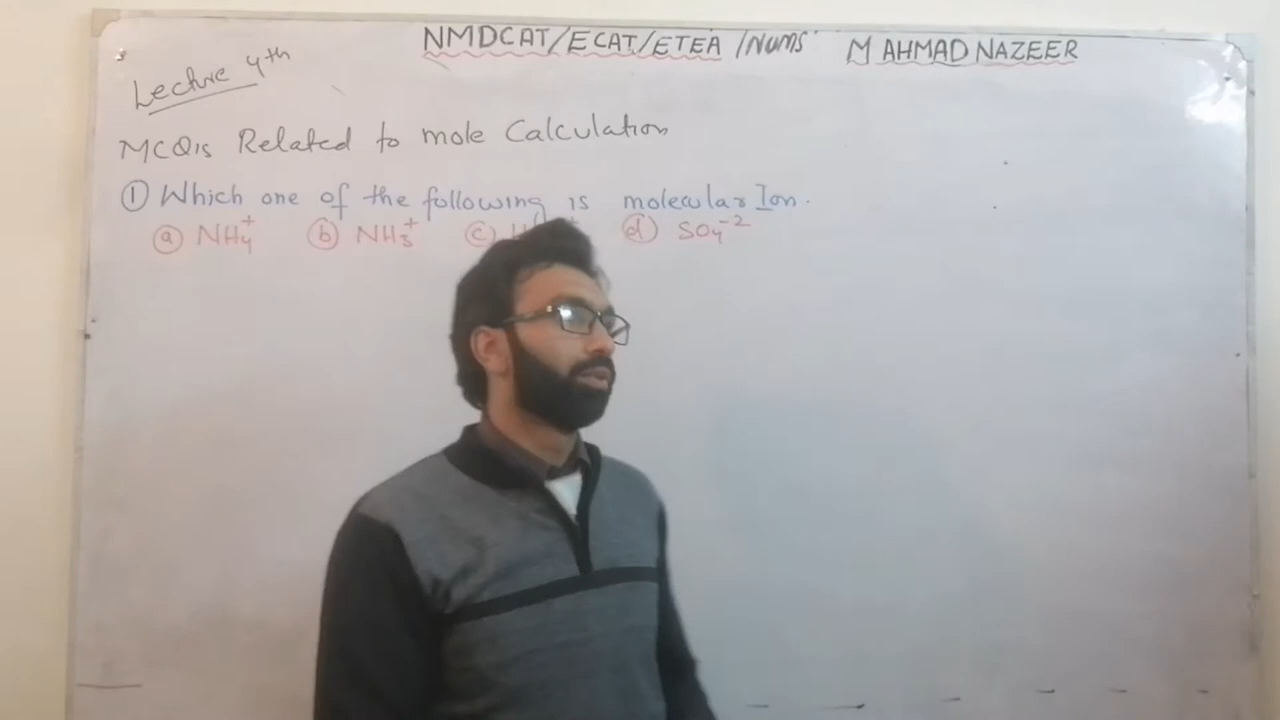 NMDCAT/ECAT/ETEA/NUMS M AHMAD NAZEER
Lecture 4th
MCQis Related to mole Calculation
① Which one of the following is molecular Ion.
ⓐ NH₄⁺ ⓑ NH₃⁺ ⓒ H ⓓ SO₄⁻²